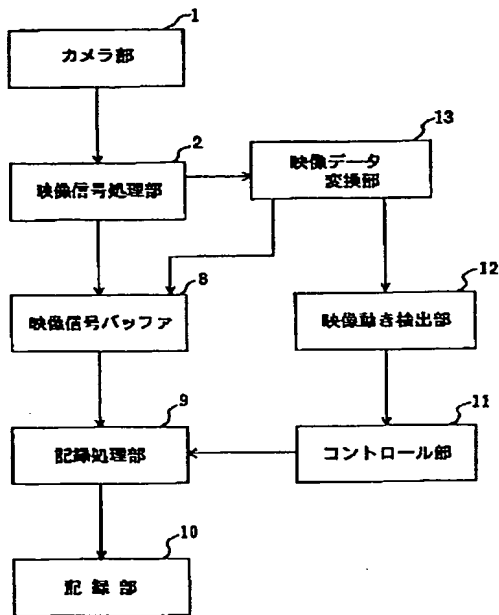 1
カメラ部
2
映像信号処理部
13
映像データ
変換部
8
映像信号バッファ
12
映像動き検出部
9
記録処理部
11
コントロール部
10
記録部